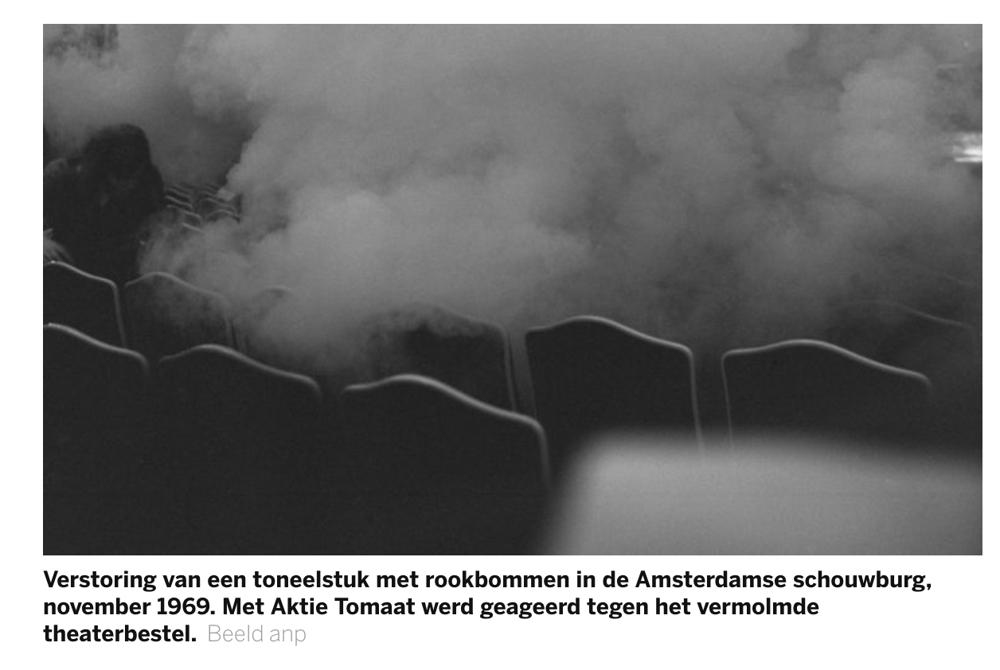 Verstoring van een toneelstuk met rookbommen in de Amsterdamse schouwburg,
november 1969. Met Aktie Tomaat werd geageerd tegen het vermolmde
theaterbestel. Beeld anp